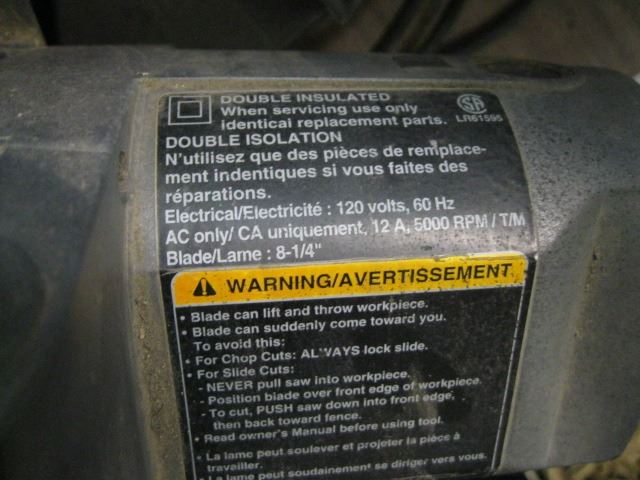 DOUBLE INSULATED
When servicing use only
identical replacement parts.
SA
LR61595
DOUBLE ISOLATION
N'utilisez que des pièces de remplace-
ment indentiques si vous faites des
réparations.
Electrical/Electricité : 120 volts, 60 Hz
AC only/ CA uniquement, 12 A, 5000 RPM / T/M
Blade/Lame : 8-1/4"
WARNING/AVERTISSEMENT
• Blade can lift and throw workpiece.
• Blade can suddenly come toward you.
To avoid this:
• For Chop Cuts: ALWAYS lock slide.
• For Slide Cuts:
- NEVER pull saw into workpiece.
- Position blade over front edge of workpiece.
- To cut, PUSH saw down into front edge,
then back toward fence.
• Read owner's Manual before using tool.
• La lame peut soulever et projeter la pièce à
travailler.
• La lame peut soudainement se diriger vers vous.